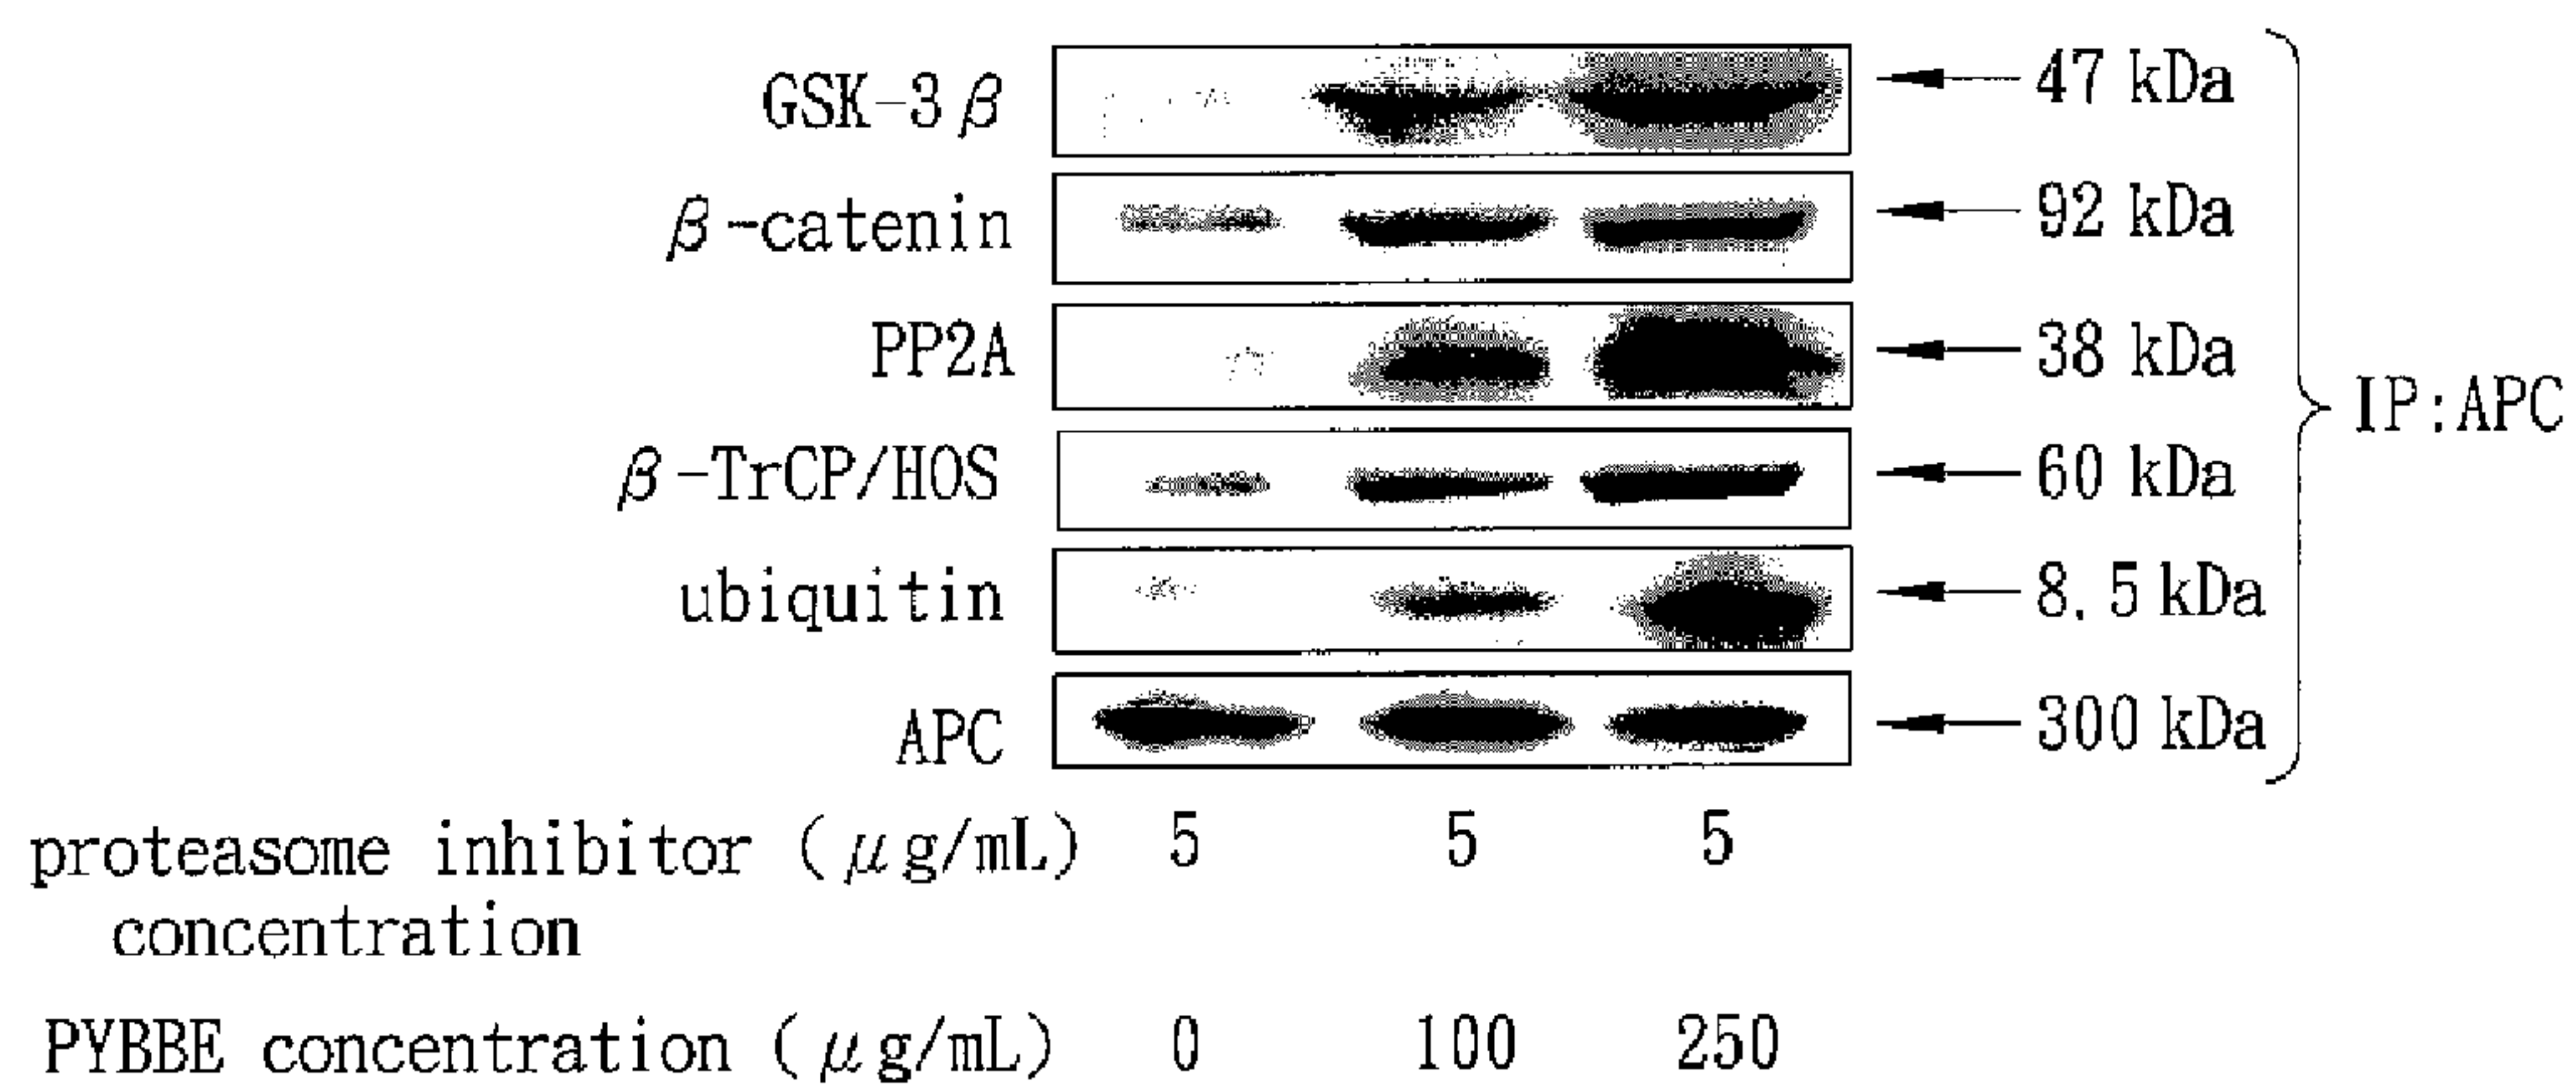 GSK-3β 47 kDa
β-catenin 92 kDa
PP2A 38 kDa
IP:APC
β-TrCP/HOS 60 kDa
ubiquitin 8.5 kDa
APC 300 kDa
proteasome inhibitor (μg/mL) 5 5 5
concentration
PYBBE concentration (μg/mL) 0 100 250